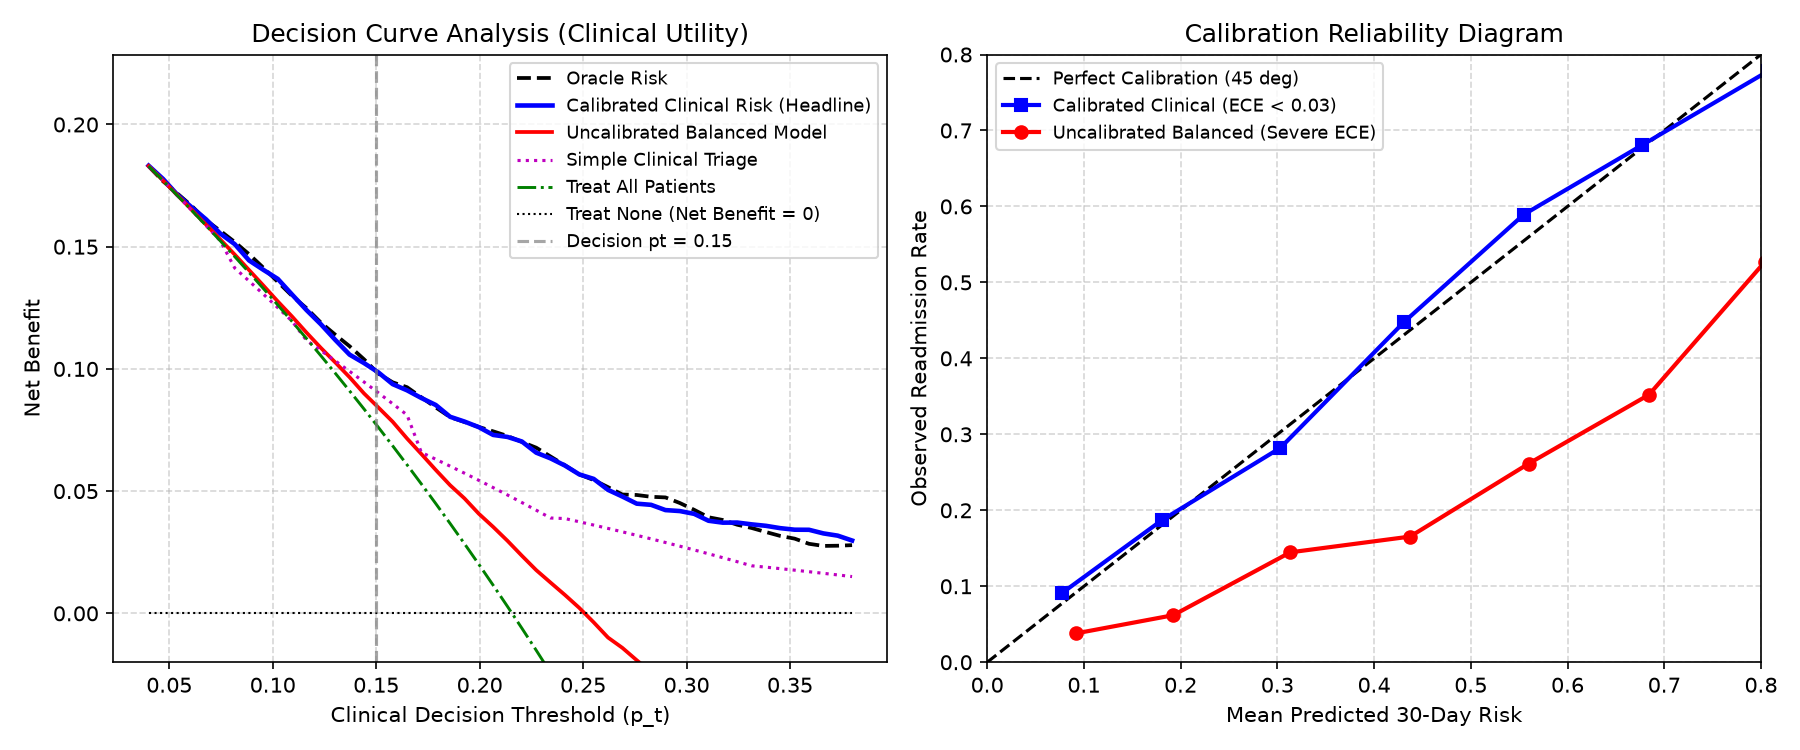 Decision Curve Analysis (Clinical Utility)
Net Benefit
0.20
0.15
0.10
0.05
0.00
0.05
0.10
0.15
0.20
0.25
0.30
0.35
Clinical Decision Threshold (p_t)
Oracle Risk
Calibrated Clinical Risk (Headline)
Uncalibrated Balanced Model
Simple Clinical Triage
Treat All Patients
Treat None (Net Benefit = 0)
Decision pt = 0.15
Calibration Reliability Diagram
Observed Readmission Rate
0.8
0.7
0.6
0.5
0.4
0.3
0.2
0.1
0.0
0.0
0.1
0.2
0.3
0.4
0.5
0.6
0.7
0.8
Mean Predicted 30-Day Risk
Perfect Calibration (45 deg)
Calibrated Clinical (ECE < 0.03)
Uncalibrated Balanced (Severe ECE)